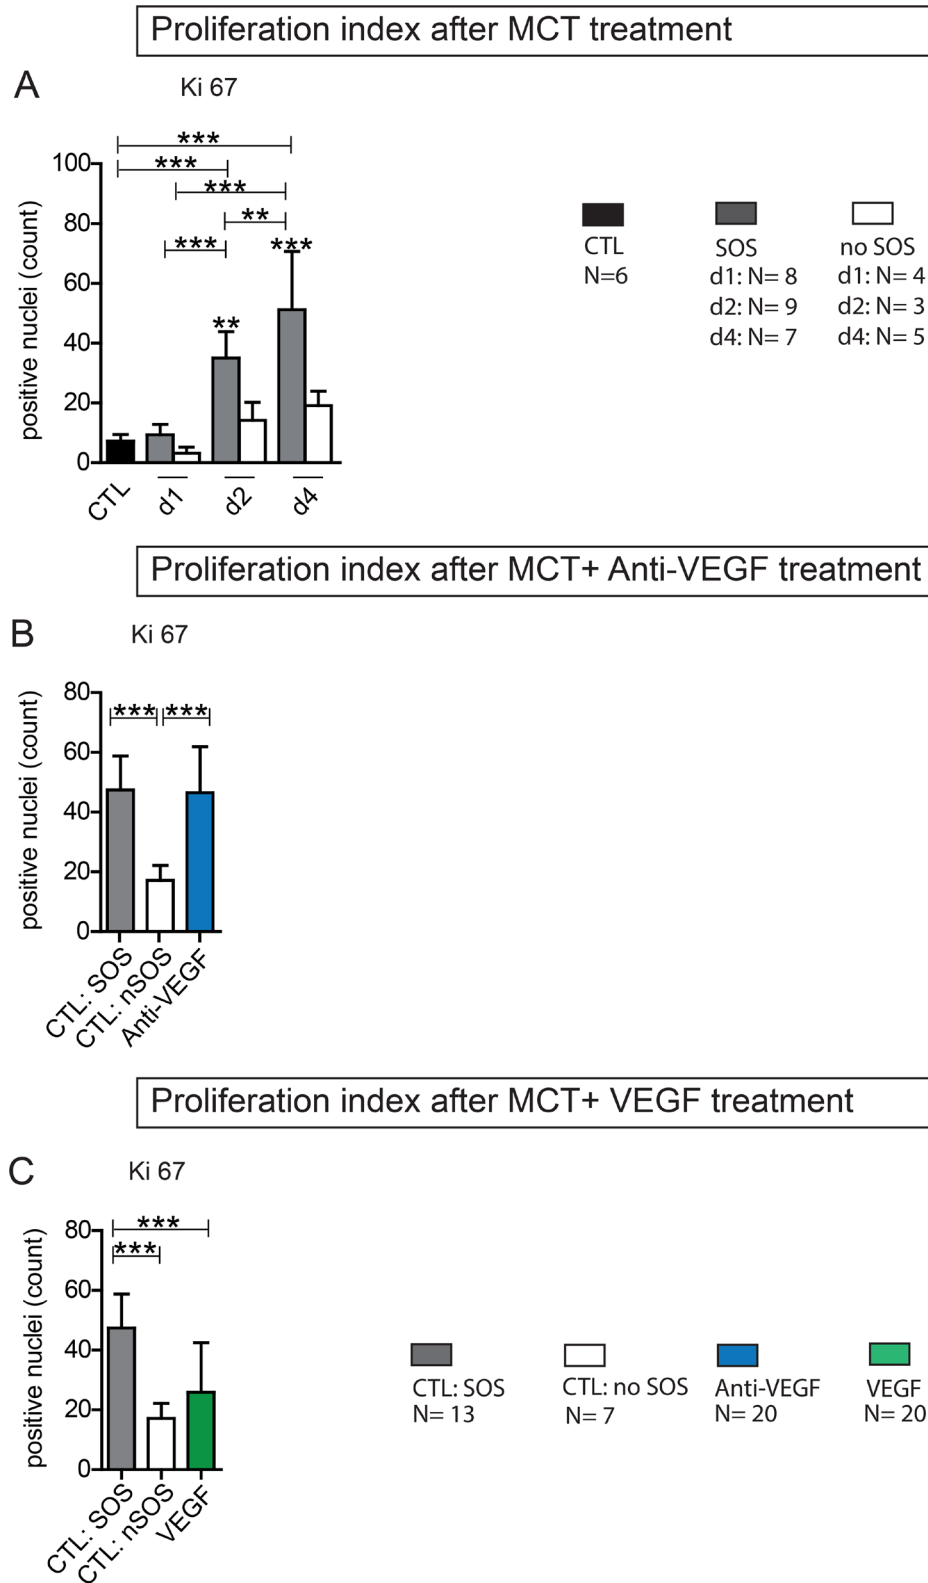 Proliferation index after MCT treatment
A
Ki 67
***
***
***
**
***
***
**
positive nuclei (count)
100
80
60
40
20
0
CTL
d1
d2
d4
CTL
N=6
SOS
d1: N= 8
d2: N= 9
d4: N= 7
no SOS
d1: N= 4
d2: N= 3
d4: N= 5
Proliferation index after MCT+ Anti-VEGF treatment
B
Ki 67
*** ***
positive nuclei (count)
80
60
40
20
0
CTL: SOS
CTL: nSOS
Anti-VEGF
Proliferation index after MCT+ VEGF treatment
C
Ki 67
***
***
positive nuclei (count)
80
60
40
20
0
CTL: SOS
CTL: nSOS
VEGF
CTL: SOS
N= 13
CTL: no SOS
N= 7
Anti-VEGF
N= 20
VEGF
N= 20